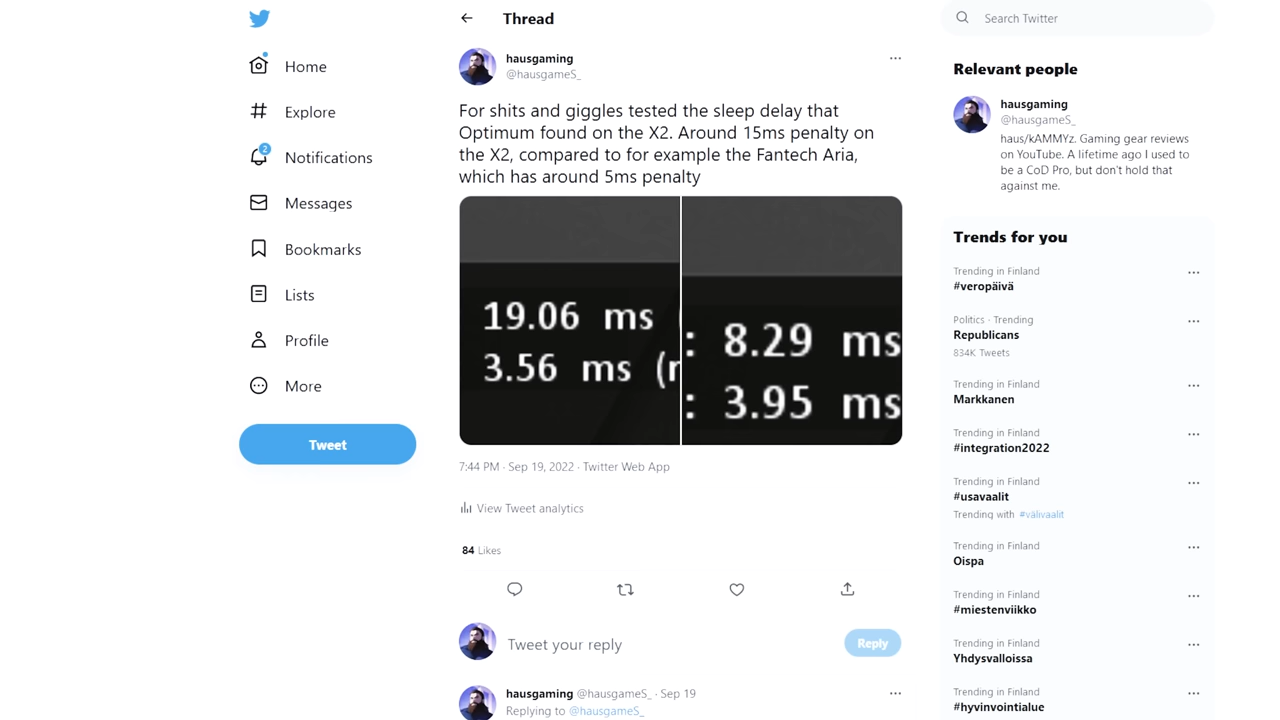 Home
Explore
2
Notifications
Messages
Bookmarks
Lists
Profile
More
Tweet
Thread
hausgaming
@hausgameS_
For shits and giggles tested the sleep delay that
Optimum found on the X2. Around 15ms penalty on
the X2, compared to for example the Fantech Aria,
which has around 5ms penalty
19.06 ms (
3.56 ms (r
: 8.29 ms
: 3.95 ms
7:44 PM · Sep 19, 2022 · Twitter Web App
View Tweet analytics
84 Likes
Tweet your reply
Reply
hausgaming @hausgameS_ · Sep 19
Replying to @hausgameS_
Search Twitter
Relevant people
hausgaming
@hausgameS_
haus/kAMMYz. Gaming gear reviews
on YouTube. A lifetime ago I used to
be a CoD Pro, but don't hold that
against me.
Trends for you
Trending in Finland
#veropäivä
Politics · Trending
Republicans
834K Tweets
Trending in Finland
Markkanen
Trending in Finland
#integration2022
Trending in Finland
#usavaalit
Trending with #välivaalit
Trending in Finland
Oispa
Trending in Finland
#miestenviikko
Trending in Finland
Yhdysvalloissa
Trending in Finland
#hyvinvointialue